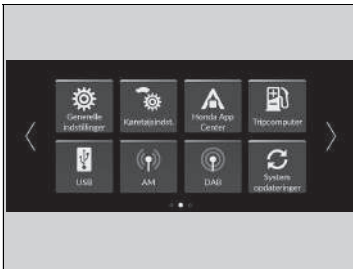 Generelle
indstillinger
Køretøjsindst.
Honda App
Center
Tripcomputer
USB
AM
DAB
System
opdateringer